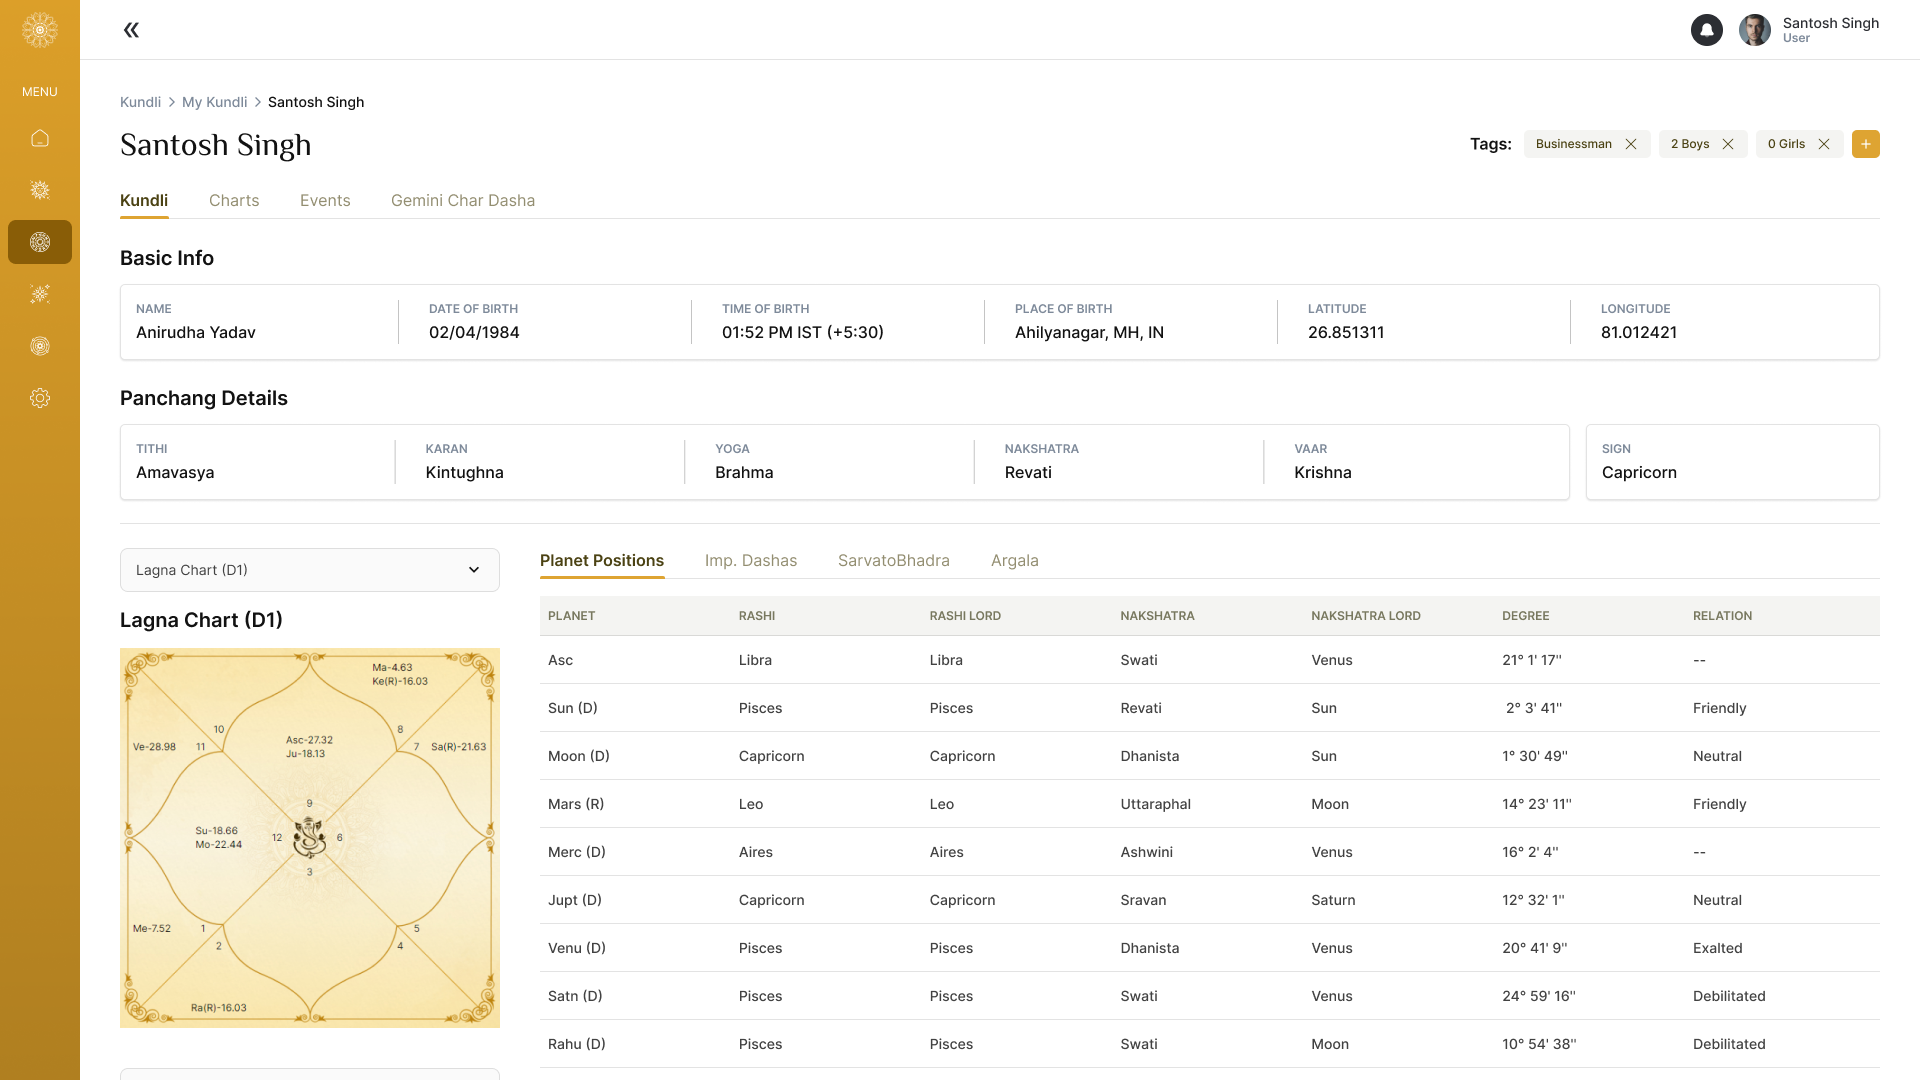 Santosh Singh
User
MENU
Kundli > My Kundli > Santosh Singh
Santosh Singh
Tags: Businessman 2 Boys 0 Girls +
Kundli Charts Events Gemini Char Dasha
Basic Info
NAME DATE OF BIRTH TIME OF BIRTH PLACE OF BIRTH LATITUDE LONGITUDE
Anirudha Yadav 02/04/1984 01:52 PM IST (+5:30) Ahilyanagar, MH, IN 26.851311 81.012421
Panchang Details
TITHI KARAN YOGA NAKSHATRA VAAR SIGN
Amavasya Kintughna Brahma Revati Krishna Capricorn
Lagna Chart (D1)
Lagna Chart (D1)
Ma-4.63
Ke(R)-16.03
10 8
Asc-27.32
Ju-18.13
Ve-28.98 11 7 Sa(R)-21.63
9
Su-18.66
Mo-22.44
12 6
3
Me-7.52 1 5
2 4
Ra(R)-16.03
Planet Positions Imp. Dashas SarvatoBhadra Argala
PLANET RASHI RASHI LORD NAKSHATRA NAKSHATRA LORD DEGREE RELATION
Asc Libra Libra Swati Venus 21° 1' 17'' --
Sun (D) Pisces Pisces Revati Sun 2° 3' 41'' Friendly
Moon (D) Capricorn Capricorn Dhanista Sun 1° 30' 49'' Neutral
Mars (R) Leo Leo Uttaraphal Moon 14° 23' 11'' Friendly
Merc (D) Aires Aires Ashwini Venus 16° 2' 4'' --
Jupt (D) Capricorn Capricorn Sravan Saturn 12° 32' 1'' Neutral
Venu (D) Pisces Pisces Dhanista Venus 20° 41' 9'' Exalted
Satn (D) Pisces Pisces Swati Venus 24° 59' 16'' Debilitated
Rahu (D) Pisces Pisces Swati Moon 10° 54' 38'' Debilitated